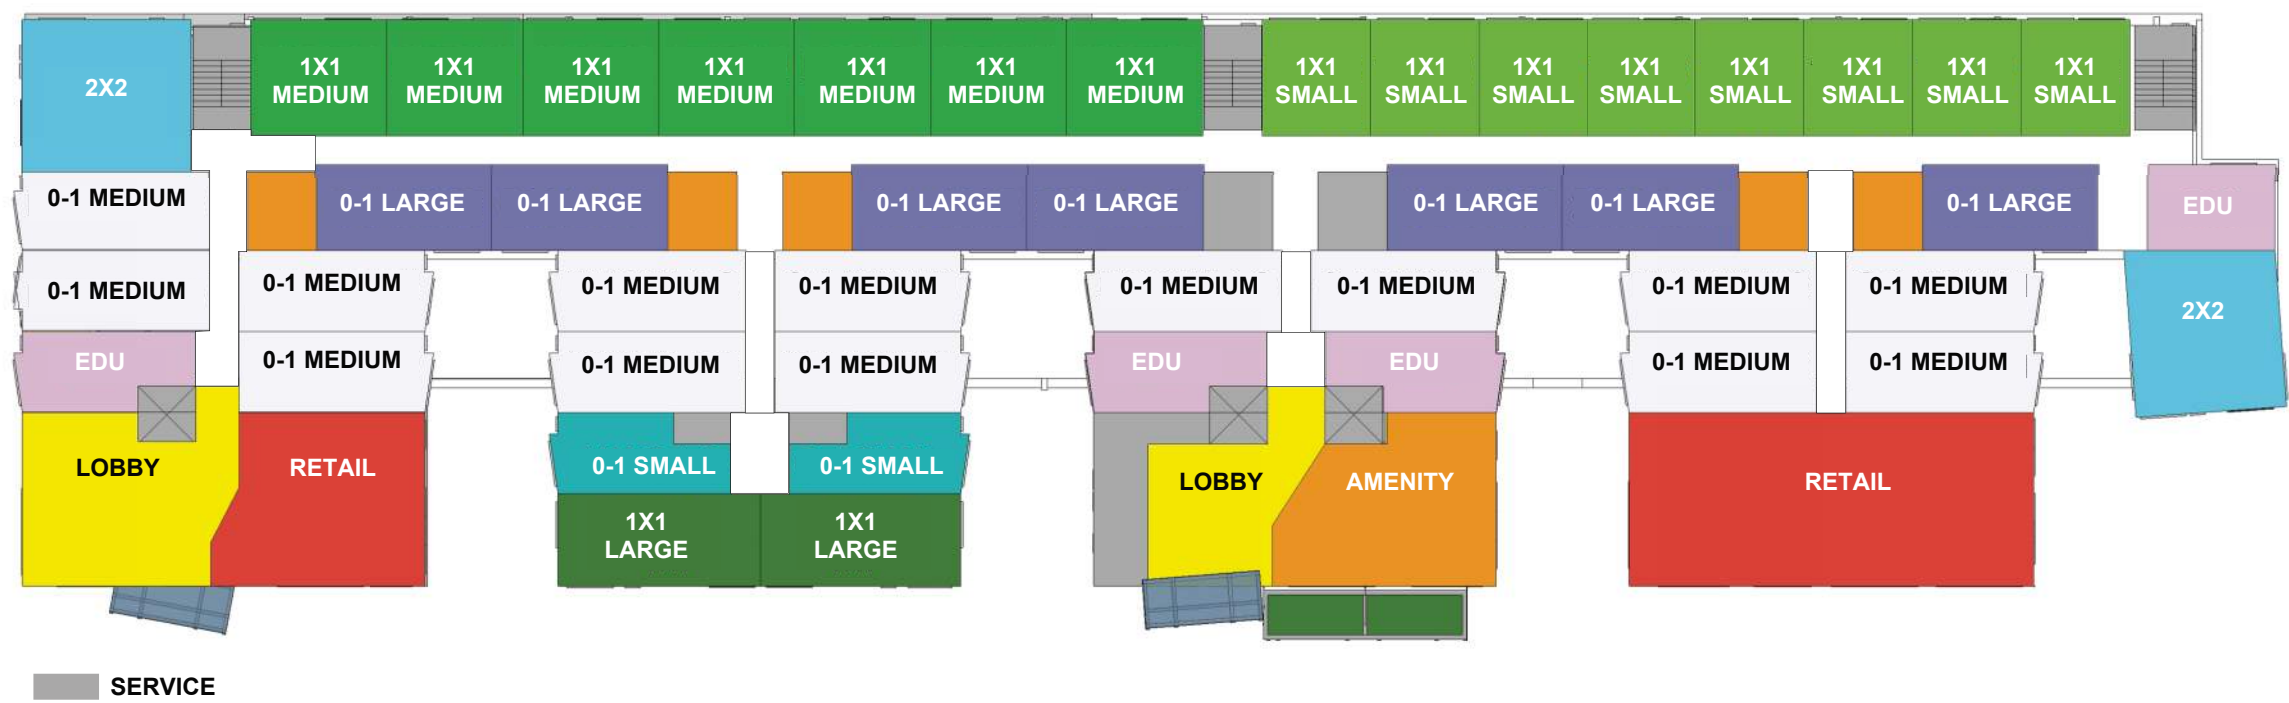 2X2
1X1
MEDIUM
1X1
MEDIUM
1X1
MEDIUM
1X1
MEDIUM
1X1
MEDIUM
1X1
MEDIUM
1X1
MEDIUM
1X1
SMALL
1X1
SMALL
1X1
SMALL
1X1
SMALL
1X1
SMALL
1X1
SMALL
1X1
SMALL
1X1
SMALL
0-1 MEDIUM
0-1 LARGE
0-1 LARGE
0-1 LARGE
0-1 LARGE
0-1 LARGE
0-1 LARGE
0-1 LARGE
EDU
0-1 MEDIUM
0-1 MEDIUM
0-1 MEDIUM
0-1 MEDIUM
0-1 MEDIUM
0-1 MEDIUM
0-1 MEDIUM
0-1 MEDIUM
2X2
EDU
0-1 MEDIUM
0-1 MEDIUM
0-1 MEDIUM
EDU
EDU
0-1 MEDIUM
0-1 MEDIUM
LOBBY
RETAIL
0-1 SMALL
0-1 SMALL
LOBBY
AMENITY
RETAIL
1X1
LARGE
1X1
LARGE
SERVICE